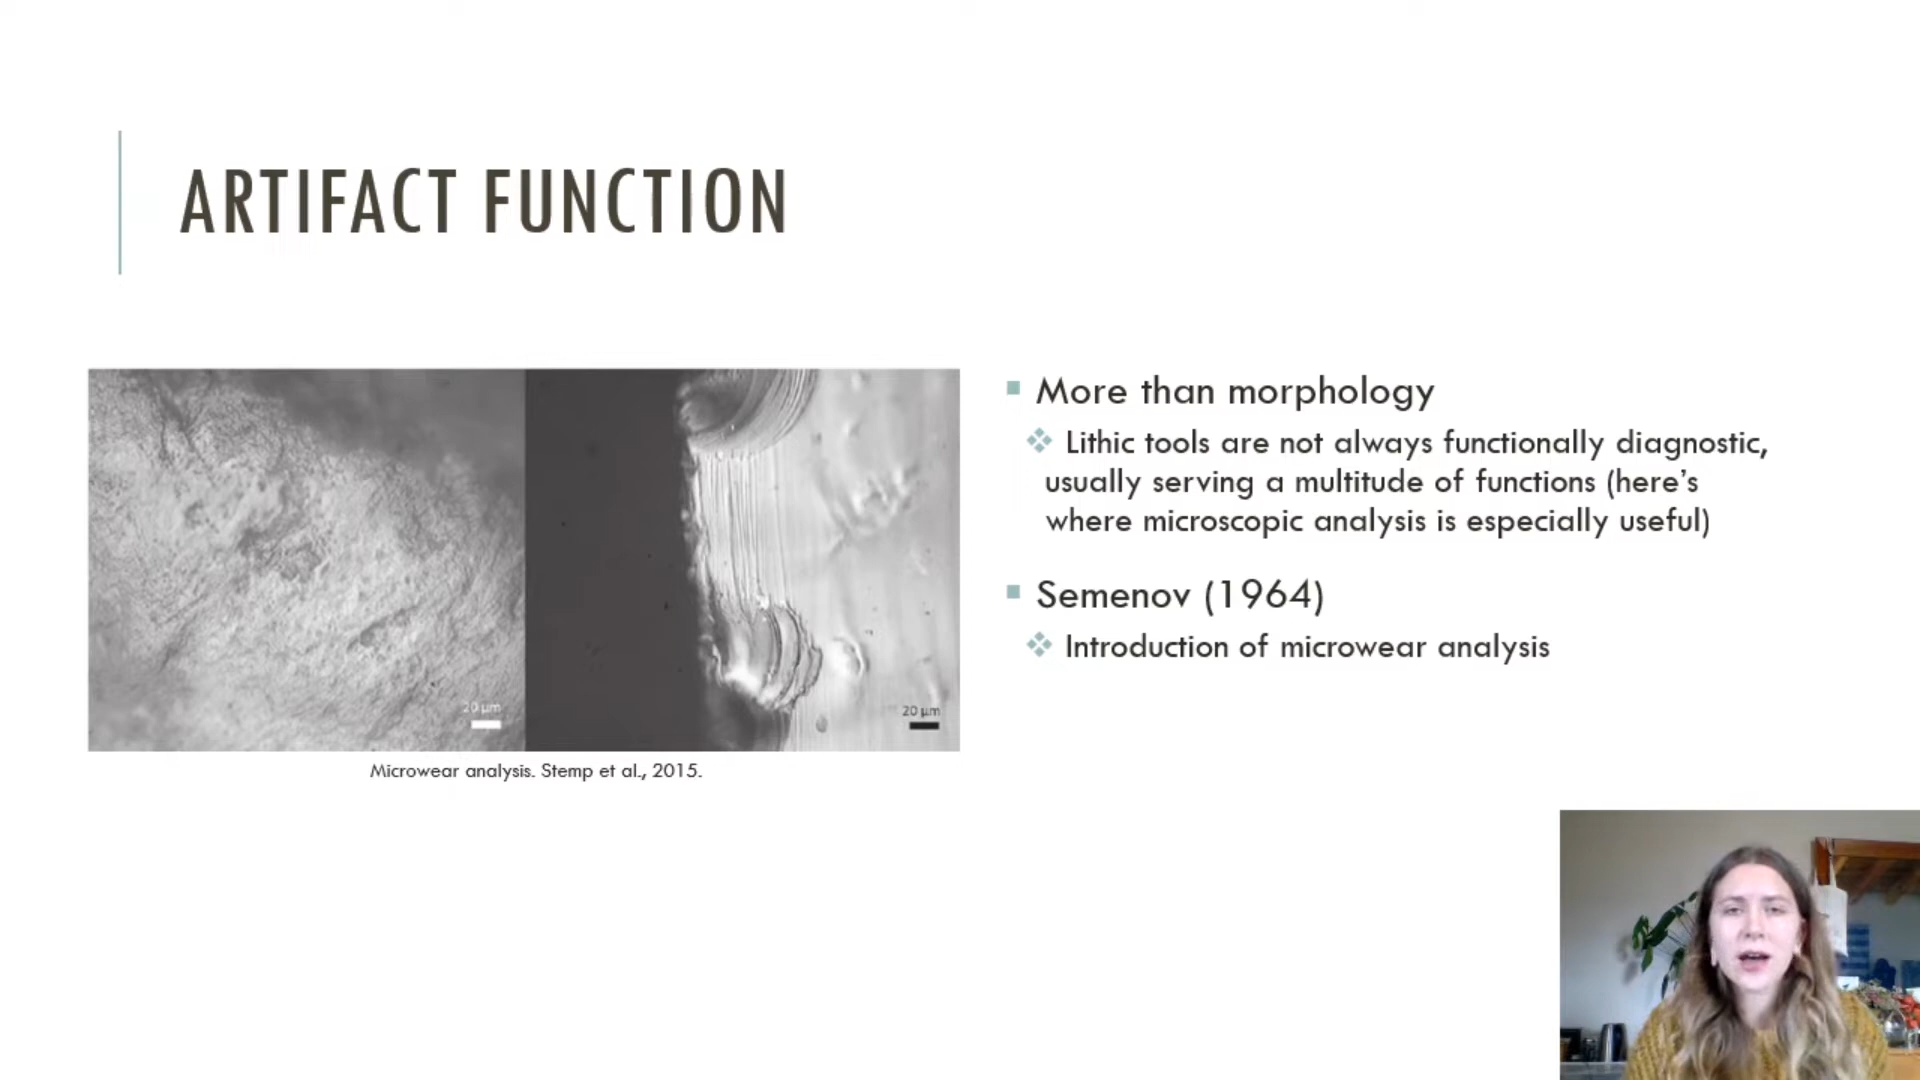 ARTIFACT FUNCTION
20 µm
20 µm
Microwear analysis. Stemp et al., 2015.
More than morphology
Lithic tools are not always functionally diagnostic,
usually serving a multitude of functions (here's
where microscopic analysis is especially useful)
Semenov (1964)
Introduction of microwear analysis